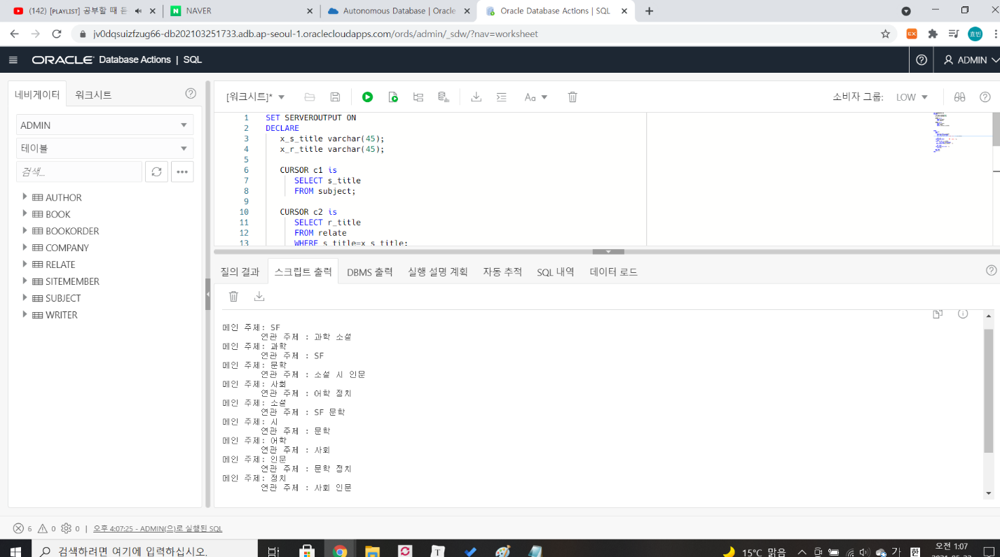 (142) [PLAYLIST] 공부할 때 듣
NAVER
Autonomous Database | Oracle
Oracle Database Actions | SQL
jv0dqsuizfzug66-db202103251733.adb.ap-seoul-1.oraclecloudapps.com/ords/admin/_sdw/?nav=worksheet
EX
효빈
ORACLE Database Actions | SQL
ADMIN
네비게이터
워크시트
[워크시트]*
Aa
소비자 그룹:
LOW
ADMIN
테이블
검색...
AUTHOR
BOOK
BOOKORDER
COMPANY
RELATE
SITEMEMBER
SUBJECT
WRITER
1 SET SERVEROUTPUT ON
2 DECLARE
3 x_s_title varchar(45);
4 x_r_title varchar(45);
5
6 CURSOR c1 is
7 SELECT s_title
8 FROM subject;
9
10 CURSOR c2 is
11 SELECT r_title
12 FROM relate
13 WHERE s_title=x_s_title;
질의 결과
스크립트 출력
DBMS 출력
실행 설명 계획
자동 추적
SQL 내역
데이터 로드
메인 주제: SF
연관 주제 : 과학 소설
메인 주제: 과학
연관 주제 : SF
메인 주제: 문학
연관 주제 : 소설 시 인문
메인 주제: 사회
연관 주제 : 어학 정치
메인 주제: 소설
연관 주제 : SF 문학
메인 주제: 시
연관 주제 : 문학
메인 주제: 어학
연관 주제 : 사회
메인 주제: 인문
연관 주제 : 문학 정치
메인 주제: 정치
연관 주제 : 사회 인문
6
0
0 | 오후 4:07:25 - ADMIN(으)로 실행된 SQL
검색하려면 여기에 입력하십시오.
T
15°C 맑음
가
한
오전 1:07